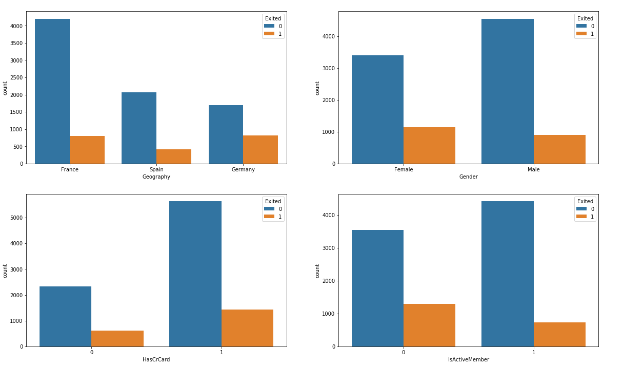 Exited
0
1
4000
3500
3000
2500
2000
1500
1000
500
0
count
France Spain Germany
Geography
Exited
0
1
4000
3000
2000
1000
0
count
Female Male
Gender
Exited
0
1
5000
4000
3000
2000
1000
0
count
0 1
HasCrCard
Exited
0
1
4000
3000
2000
1000
0
count
0 1
IsActiveMember